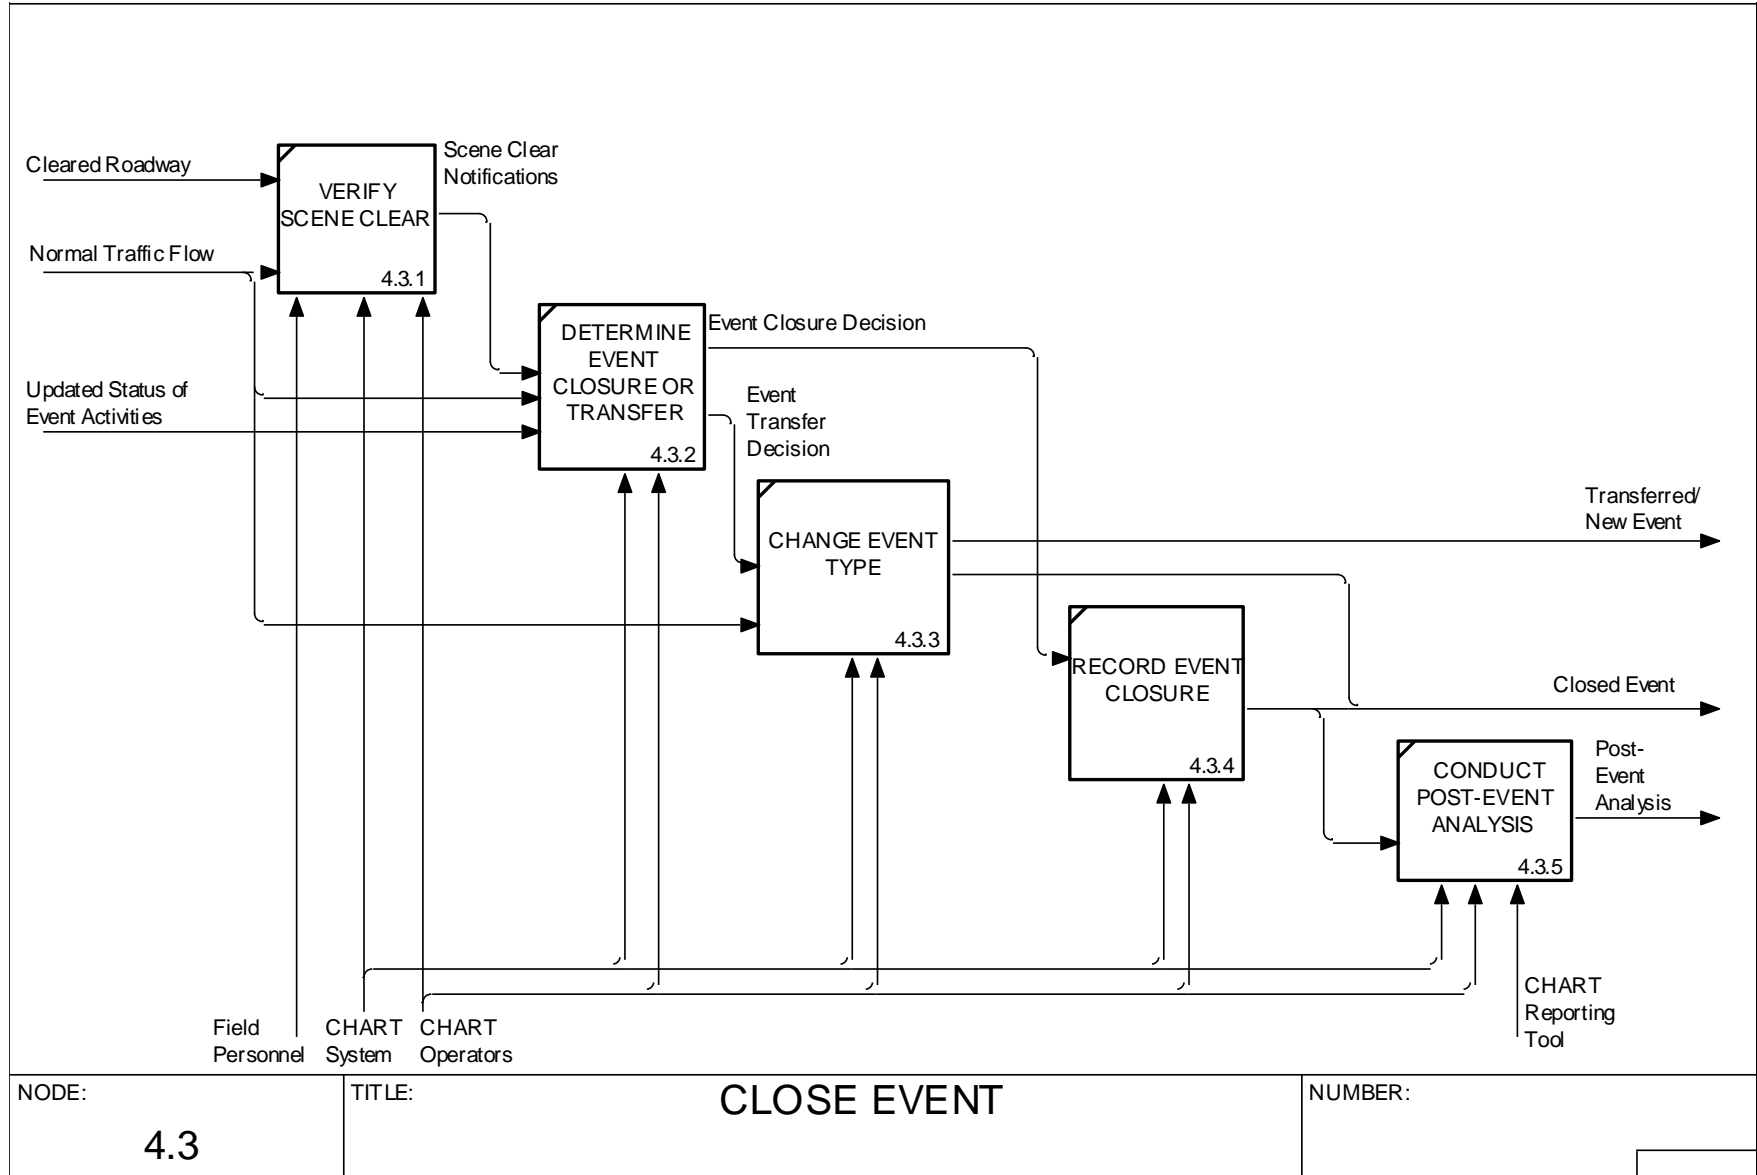 Cleared Roadway
VERIFY
SCENE CLEAR
4.3.1
Scene Clear
Notifications
Normal Traffic Flow
Updated Status of
Event Activities
DETERMINE
EVENT
CLOSURE OR
TRANSFER
4.3.2
Event Closure Decision
Event
Transfer
Decision
CHANGE EVENT
TYPE
4.3.3
Transferred/
New Event
RECORD EVENT
CLOSURE
4.3.4
Closed Event
CONDUCT
POST-EVENT
ANALYSIS
4.3.5
Post-
Event
Analysis
Field
Personnel
CHART
System
CHART
Operators
CHART
Reporting
Tool
NODE:
4.3
TITLE:
CLOSE EVENT
NUMBER: